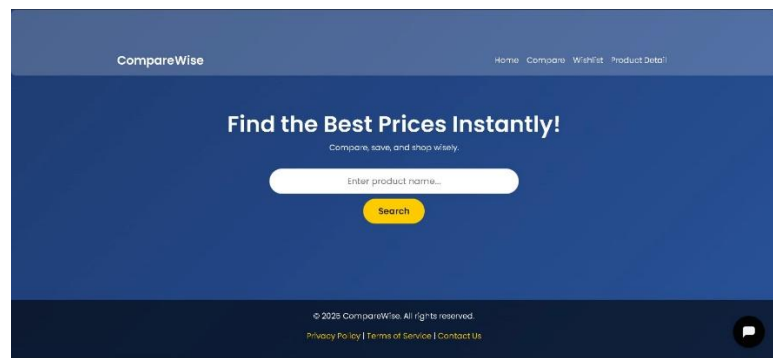 CompareWise
Home Compare Wishlist Product Detail
Find the Best Prices Instantly!
Compare, save, and shop wisely.
Enter product name...
Search
© 2025 CompareWise. All rights reserved.
Privacy Policy | Terms of Service | Contact Us